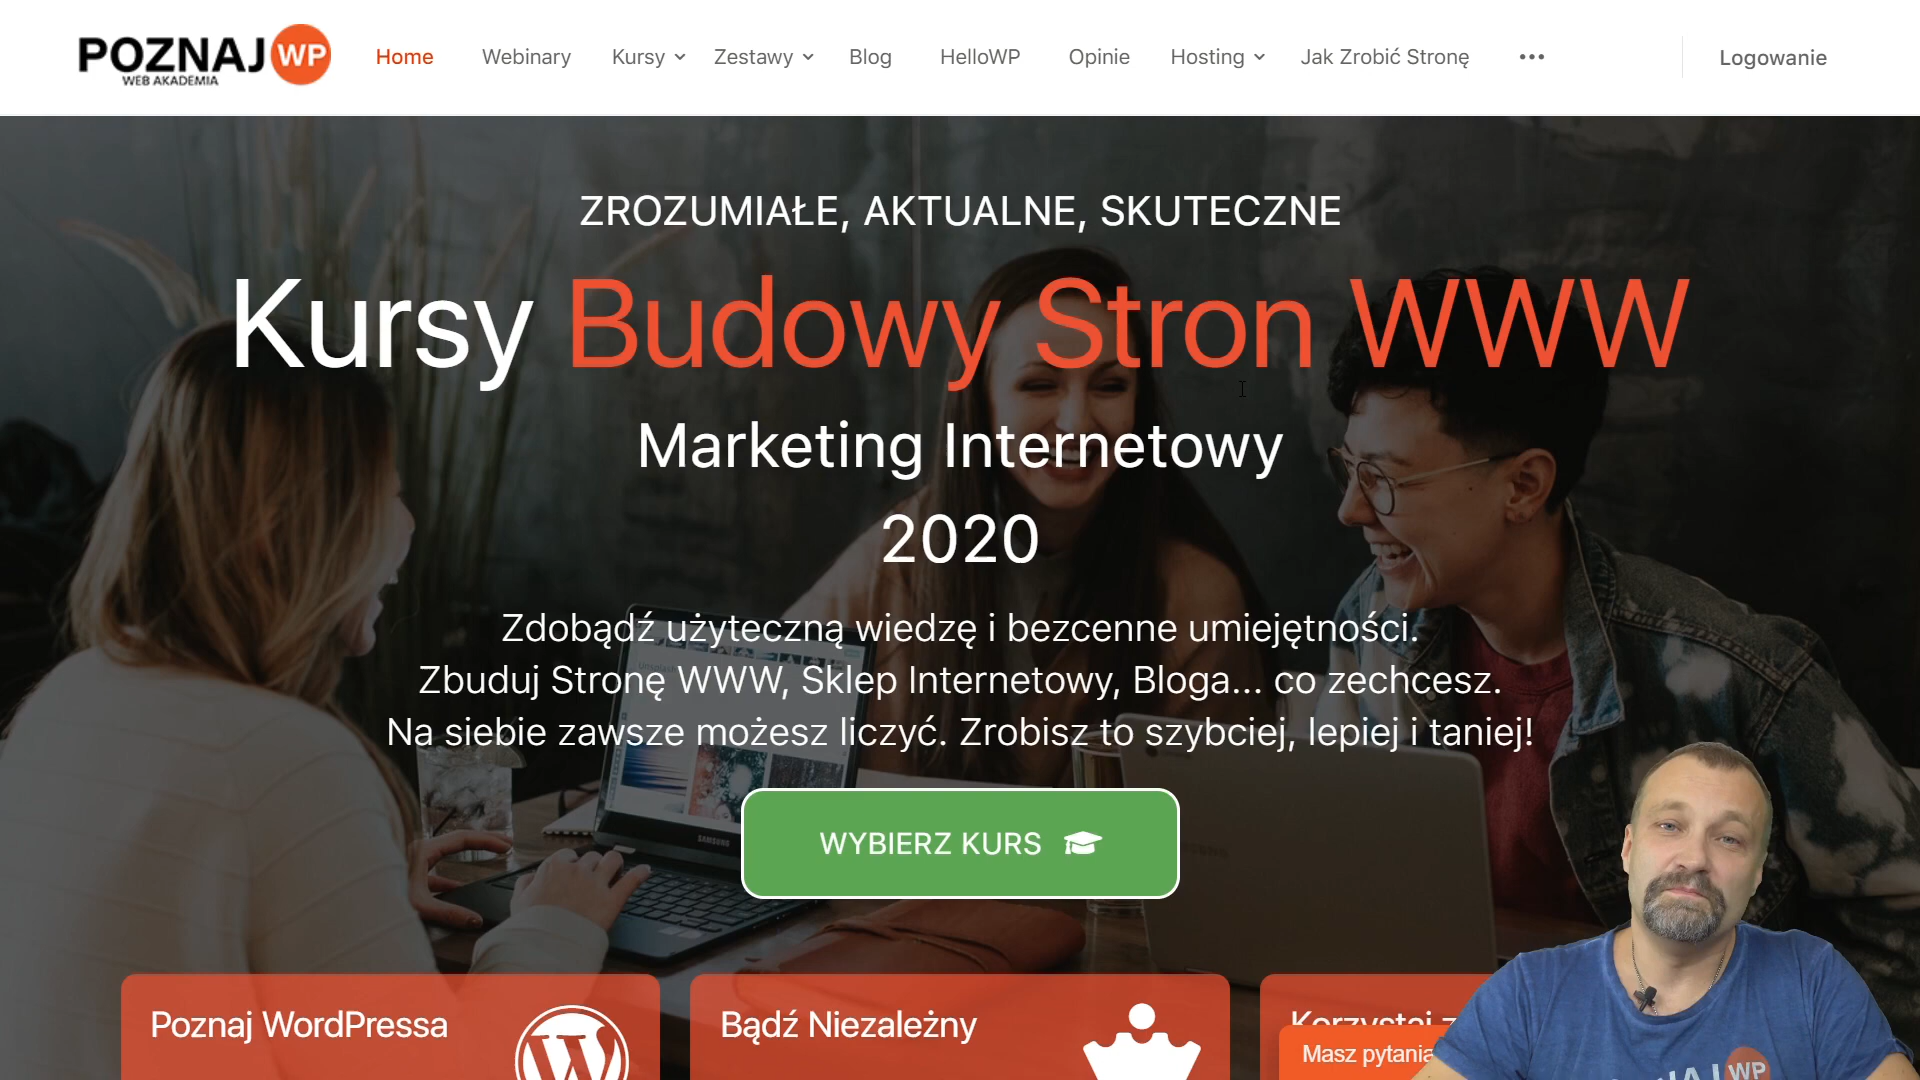 POZNAJ WP
WEB AKADEMIA
Home
Webinary
Kursy
Zestawy
Blog
HelloWP
Opinie
Hosting
Jak Zrobić Stronę
Logowanie
ZROZUMIAŁE, AKTUALNE, SKUTECZNE
Kursy Budowy Stron WWW
Marketing Internetowy
2020
Zdobądź użyteczną wiedzę i bezcenne umiejętności.
Zbuduj Stronę WWW, Sklep Internetowy, Bloga... co zechcesz.
Na siebie zawsze możesz liczyć. Zrobisz to szybciej, lepiej i taniej!
SAMSUNG
WYBIERZ KURS
Poznaj WordPressa
Bądź Niezależny
Korzystaj z
Masz pytania
WP